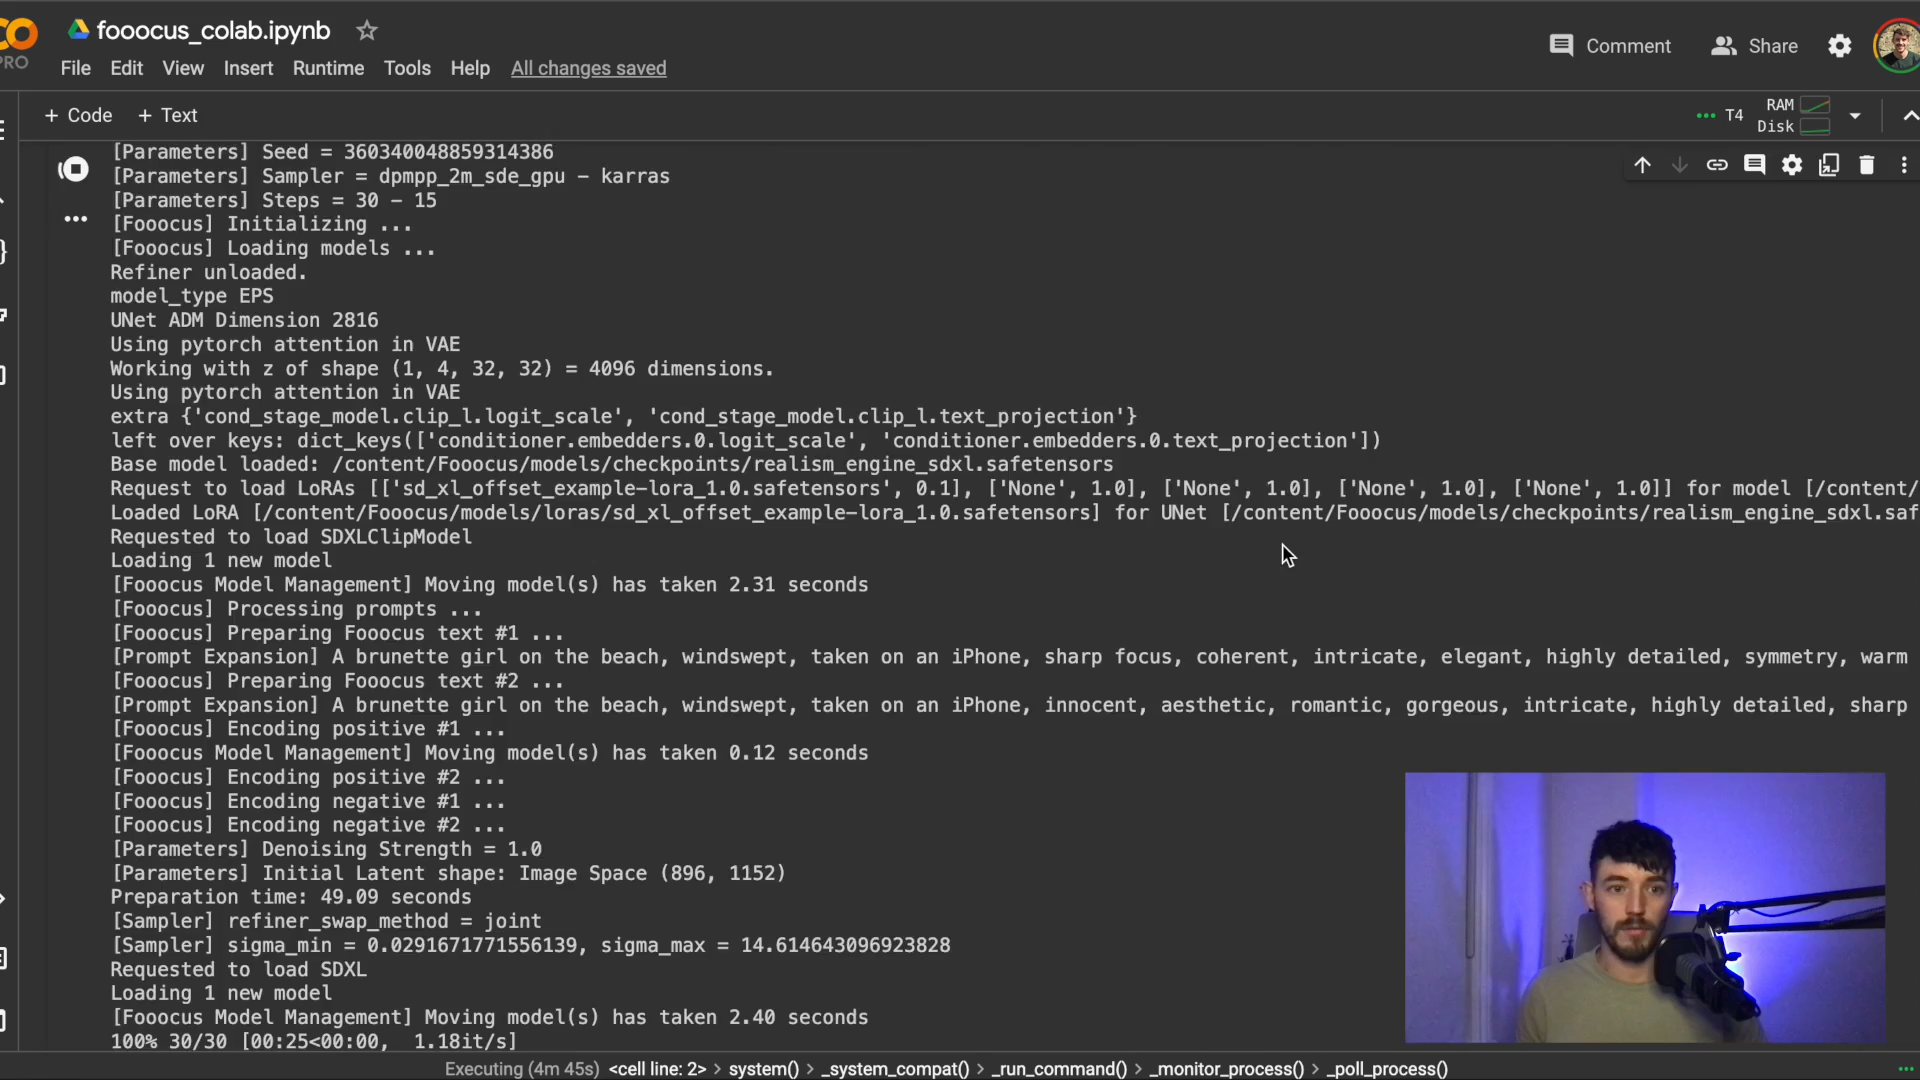 fooocus_colab.ipynb
PRO
File Edit View Insert Runtime Tools Help All changes saved
Comment Share
+ Code + Text
T4 RAM Disk
[Parameters] Seed = 360340048859314386
[Parameters] Sampler = dpmpp_2m_sde_gpu - karras
[Parameters] Steps = 30 - 15
[Fooocus] Initializing ...
[Fooocus] Loading models ...
Refiner unloaded.
model_type EPS
UNet ADM Dimension 2816
Using pytorch attention in VAE
Working with z of shape (1, 4, 32, 32) = 4096 dimensions.
Using pytorch attention in VAE
extra {'cond_stage_model.clip_l.logit_scale', 'cond_stage_model.clip_l.text_projection'}
left over keys: dict_keys(['conditioner.embedders.0.logit_scale', 'conditioner.embedders.0.text_projection'])
Base model loaded: /content/Fooocus/models/checkpoints/realism_engine_sdxl.safetensors
Request to load LoRAs [['sd_xl_offset_example-lora_1.0.safetensors', 0.1], ['None', 1.0], ['None', 1.0], ['None', 1.0], ['None', 1.0]] for model [/content/
Loaded LoRA [/content/Fooocus/models/loras/sd_xl_offset_example-lora_1.0.safetensors] for UNet [/content/Fooocus/models/checkpoints/realism_engine_sdxl.saf
Requested to load SDXLClipModel
Loading 1 new model
[Fooocus Model Management] Moving model(s) has taken 2.31 seconds
[Fooocus] Processing prompts ...
[Fooocus] Preparing Fooocus text #1 ...
[Prompt Expansion] A brunette girl on the beach, windswept, taken on an iPhone, sharp focus, coherent, intricate, elegant, highly detailed, symmetry, warm
[Fooocus] Preparing Fooocus text #2 ...
[Prompt Expansion] A brunette girl on the beach, windswept, taken on an iPhone, innocent, aesthetic, romantic, gorgeous, intricate, highly detailed, sharp
[Fooocus] Encoding positive #1 ...
[Fooocus Model Management] Moving model(s) has taken 0.12 seconds
[Fooocus] Encoding positive #2 ...
[Fooocus] Encoding negative #1 ...
[Fooocus] Encoding negative #2 ...
[Parameters] Denoising Strength = 1.0
[Parameters] Initial Latent shape: Image Space (896, 1152)
Preparation time: 49.09 seconds
[Sampler] refiner_swap_method = joint
[Sampler] sigma_min = 0.0291671771556139, sigma_max = 14.614643096923828
Requested to load SDXL
Loading 1 new model
[Fooocus Model Management] Moving model(s) has taken 2.40 seconds
100% 30/30 [00:25<00:00, 1.18it/s]
Executing (4m 45s) <cell line: 2> > system() > _system_compat() > _run_command() > _monitor_process() > _poll_process()